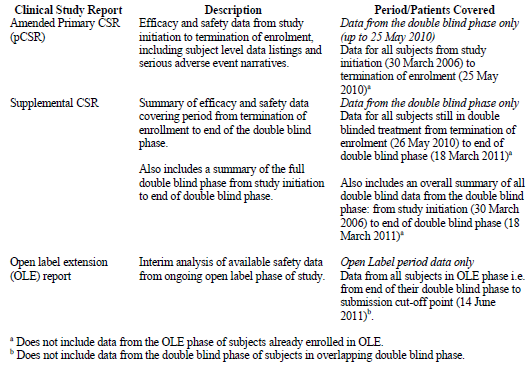 Clinical Study Report Description Period/Patients Covered
Amended Primary CSR Efficacy and safety data from study Data from the double blind phase only
(pCSR) initiation to termination of enrolment, (up to 25 May 2010)
including subject level data listings and Data for all subjects from study
serious adverse event narratives. initiation (30 March 2006) to
termination of enrolment (25 May
2010)ᵃ
Supplemental CSR Summary of efficacy and safety data Data from the double blind phase only
covering period from termination of Data for all subjects still in double
enrollment to end of the double blind blinded treatment from termination of
phase. enrolment (26 May 2010) to end of
double blind phase (18 March 2011)ᵃ
Also includes a summary of the full
double blind phase from study initiation Also includes an overall summary of all
to end of double blind phase. double blind data from the double blind
phase: from study initiation (30 March
2006) to end of double blind phase (18
March 2011)ᵃ
Open label extension Interim analysis of available safety data Open Label period data only
(OLE) report from ongoing open label phase of study. Data from all subjects in OLE phase i.e.
from end of their double blind phase to
submission cut-off point (14 June
2011)ᵇ.
ᵃ Does not include data from the OLE phase of subjects already enrolled in OLE.
ᵇ Does not include data from the double blind phase of subjects in overlapping double blind phase.